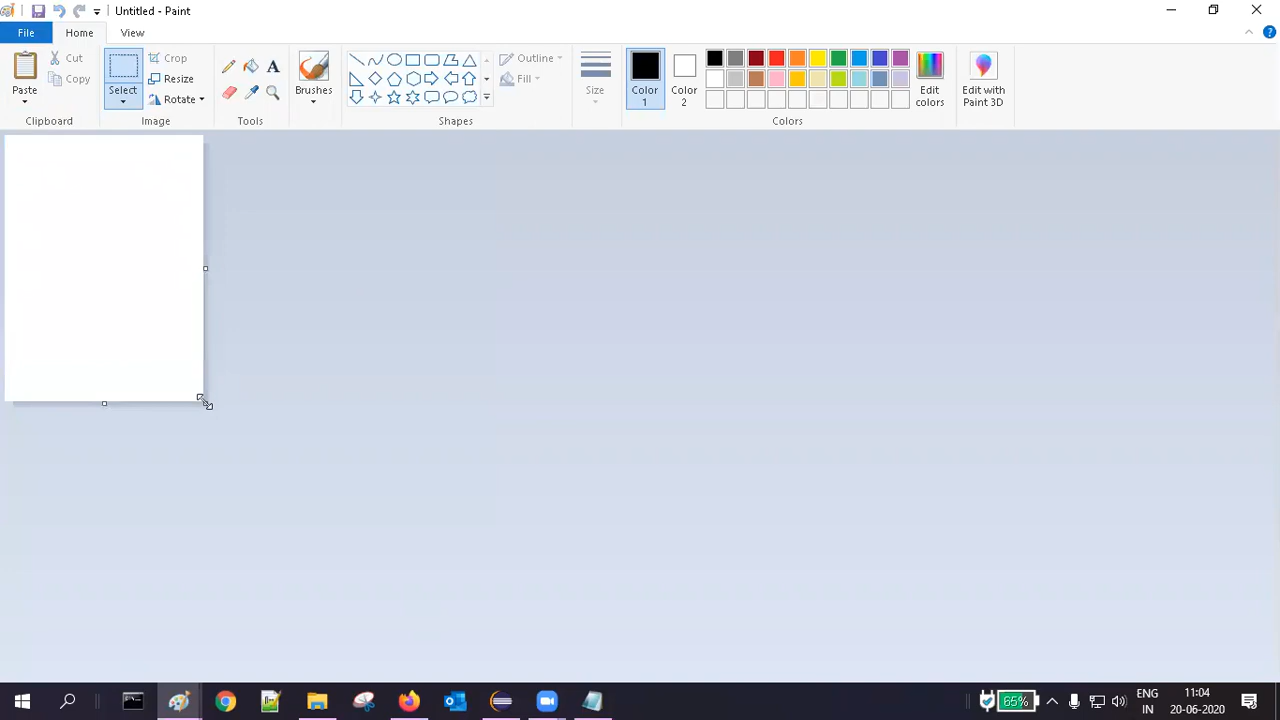 Untitled - Paint
File
Home
View
Paste
Cut
Copy
Clipboard
Select
Crop
Resize
Rotate
Image
A
Tools
Brushes
Outline
Fill
Shapes
Size
Color 1
Color 2
Edit colors
Colors
Edit with Paint 3D
65%
ENG
IN
11:04
20-06-2020